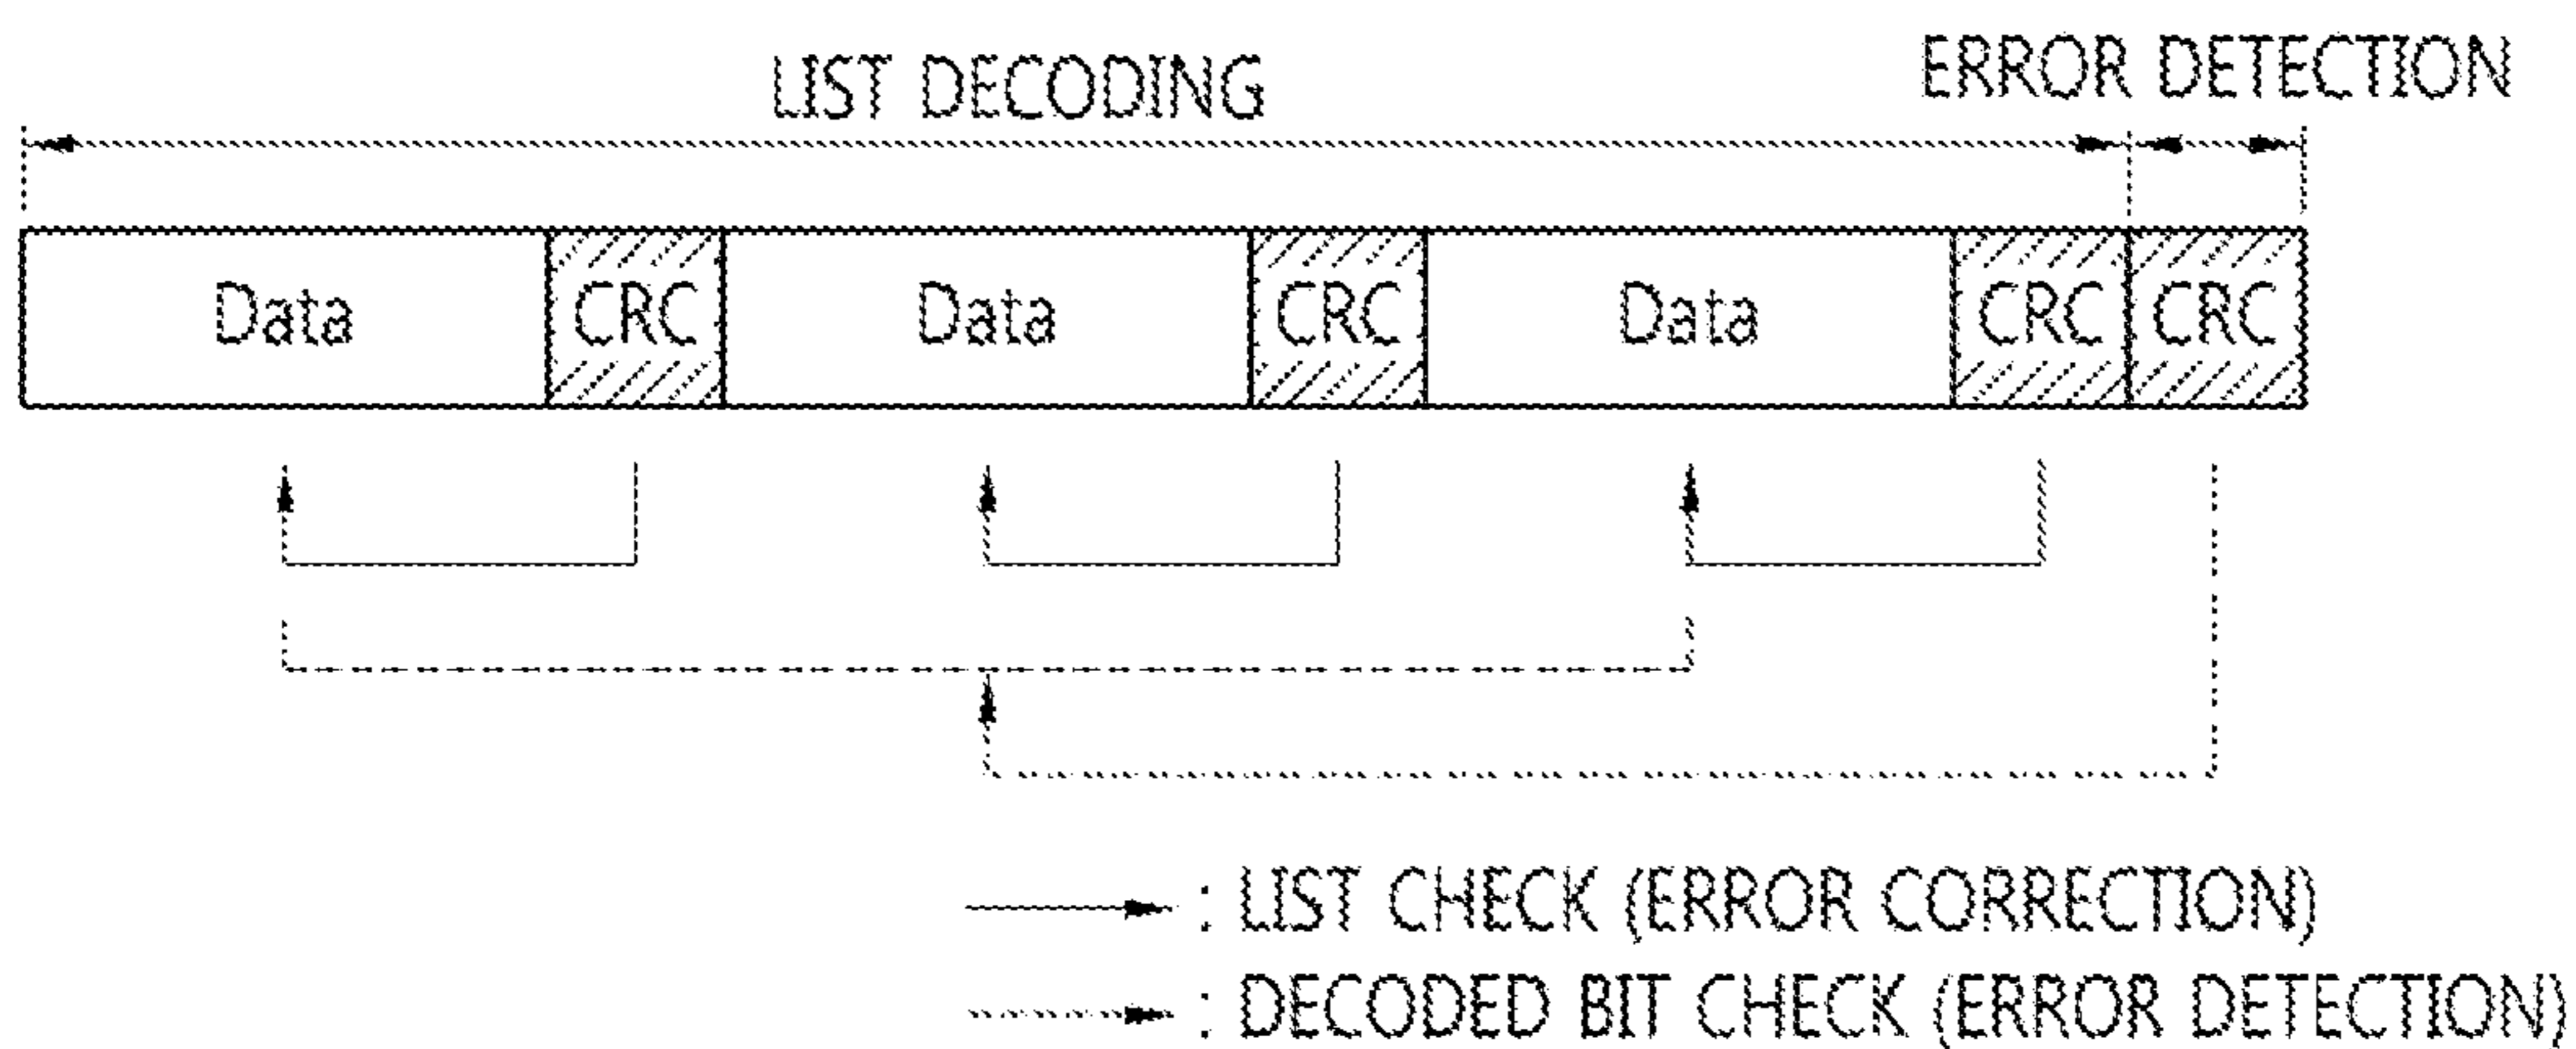 LIST DECODING
ERROR DETECTION
Data CRC Data CRC Data CRC CRC
: LIST CHECK (ERROR CORRECTION)
: DECODED BIT CHECK (ERROR DETECTION)